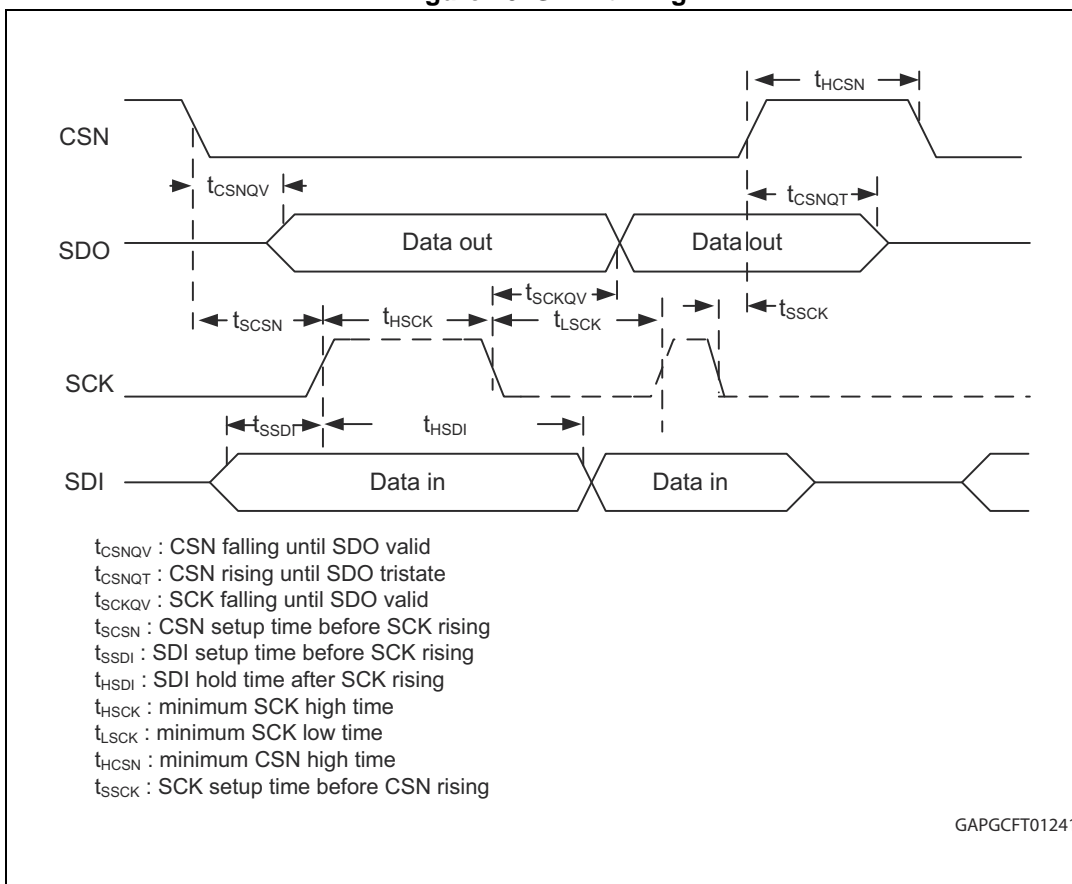 tHCSN
CSN
tCSNQV
tCSNQT
SDO
Data out
Data out
tSCKQV
tSCSN
tHSCK
tLSCK
tSSCK
SCK
tSSDI
tHSDI
SDI
Data in
Data in
tCSNQV : CSN falling until SDO valid
tCSNQT : CSN rising until SDO tristate
tSCKQV : SCK falling until SDO valid
tSCSN : CSN setup time before SCK rising
tSSDI : SDI setup time before SCK rising
tHSDI : SDI hold time after SCK rising
tHSCK : minimum SCK high time
tLSCK : minimum SCK low time
tHCSN : minimum CSN high time
tSSCK : SCK setup time before CSN rising
GAPGCFT01241